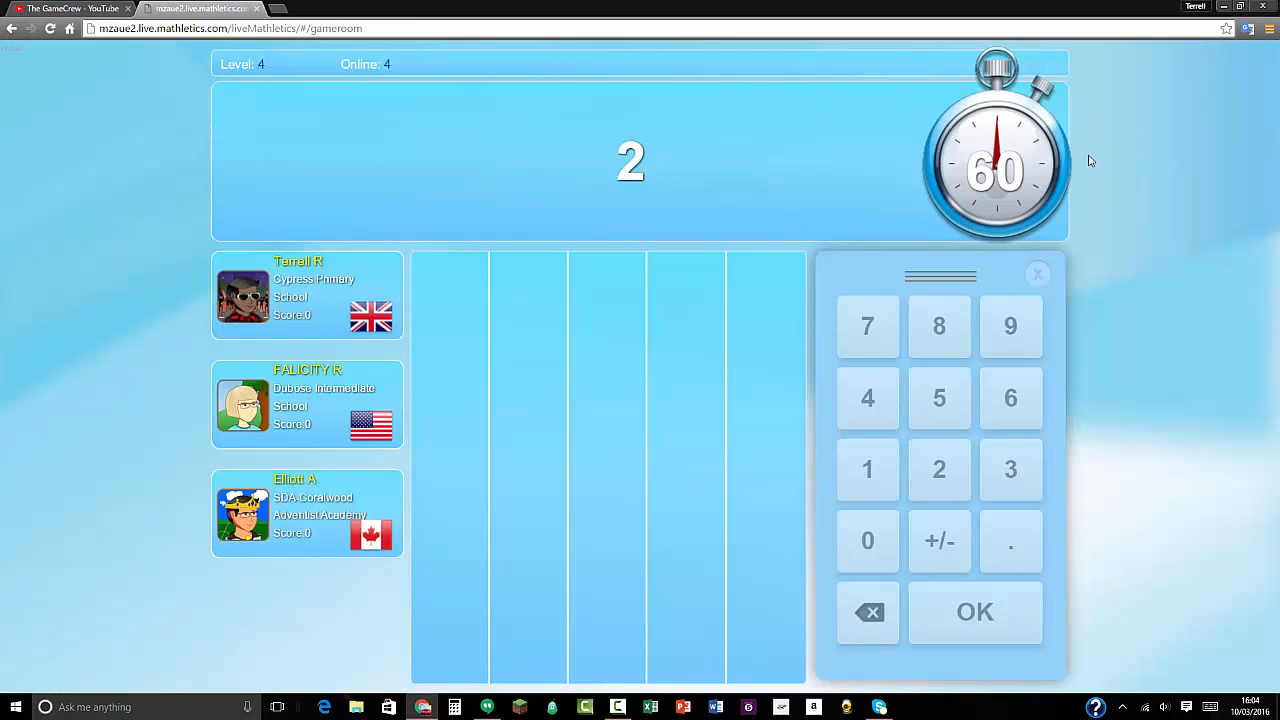 The GameCrew - YouTube
mzaue2.live.mathletics.com
Terrell
mzaue2.live.mathletics.com/liveMathletics/#/gameroom
Level: 4
Online: 4
2
60
Terrell R
Cypress Primary
School
Score:0
FALICITY R
Dubose Intermediate
School
Score:0
Elliott A
SDA Coralwood
Adventist Academy
Score:0
X
7 8 9
4 5 6
1 2 3
0 +/- .
OK
Ask me anything
16:04
10/03/2016